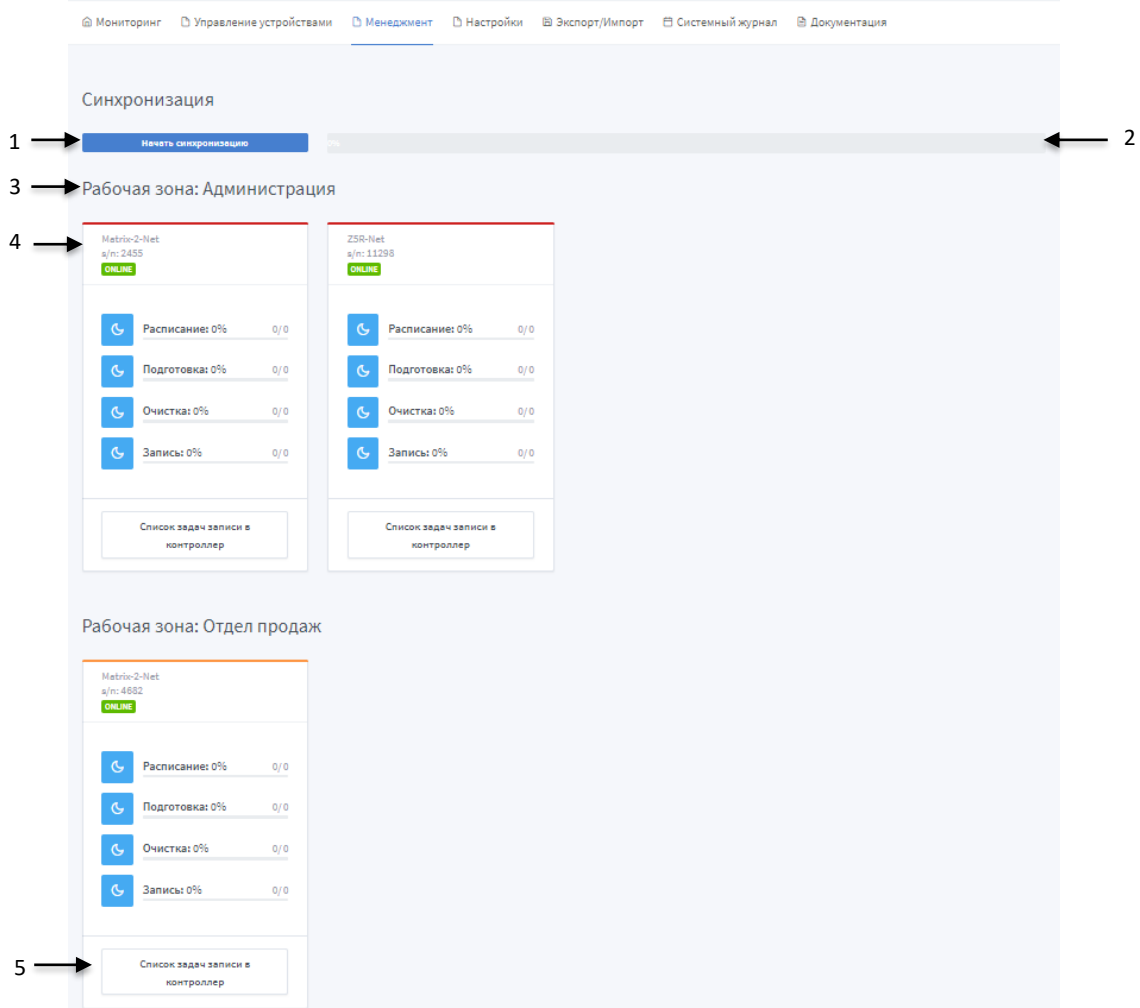 Мониторинг Управление устройствами Менеджмент Настройки Экспорт/Импорт Системный журнал Документация
Синхронизация
1 Начать синхронизацию 0% 2
3 Рабочая зона: Администрация
4
Matrix-2-Net
s/n: 2455
ONLINE
Расписание: 0% 0/0
Подготовка: 0% 0/0
Очистка: 0% 0/0
Запись: 0% 0/0
Список задач записи в
контроллер
Z5R-Net
s/n: 11298
ONLINE
Расписание: 0% 0/0
Подготовка: 0% 0/0
Очистка: 0% 0/0
Запись: 0% 0/0
Список задач записи в
контроллер
Рабочая зона: Отдел продаж
Matrix-2-Net
s/n: 4682
ONLINE
Расписание: 0% 0/0
Подготовка: 0% 0/0
Очистка: 0% 0/0
Запись: 0% 0/0
5 Список задач записи в
контроллер